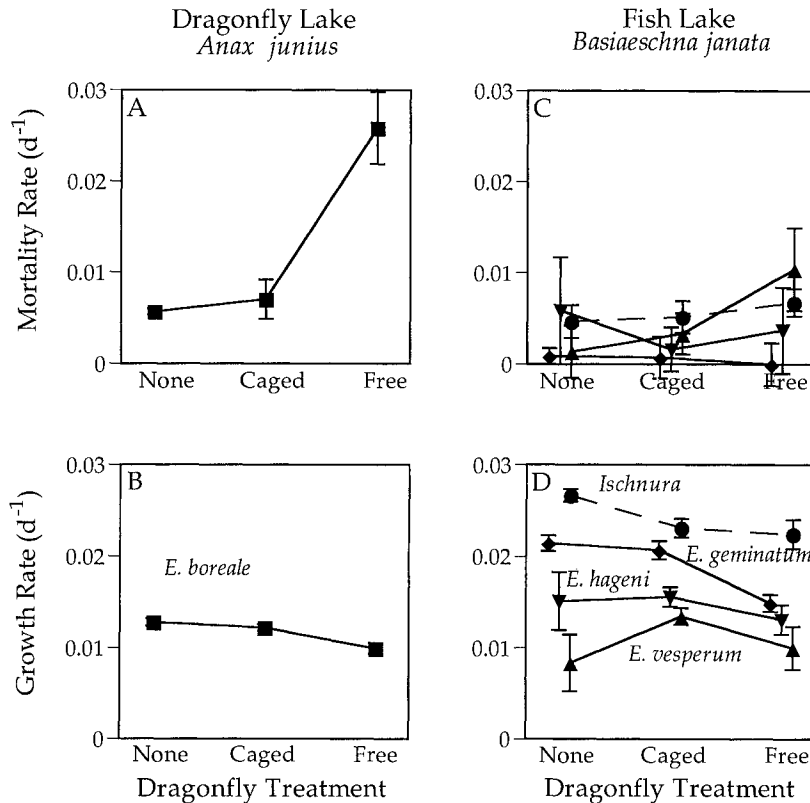 Dragonfly Lake
Anax junius
Fish Lake
Basiaeschna janata
Mortality Rate (d⁻¹)
A
0.03
0.02
0.01
0
None Caged Free
C
0.03
0.02
0.01
0
None Caged Free
Growth Rate (d⁻¹)
B
0.03
0.02
0.01
0
E. boreale
None Caged Free
Dragonfly Treatment
D
0.03
0.02
0.01
0
Ischnura
E. geminatum
E. hageni
E. vesperum
None Caged Free
Dragonfly Treatment